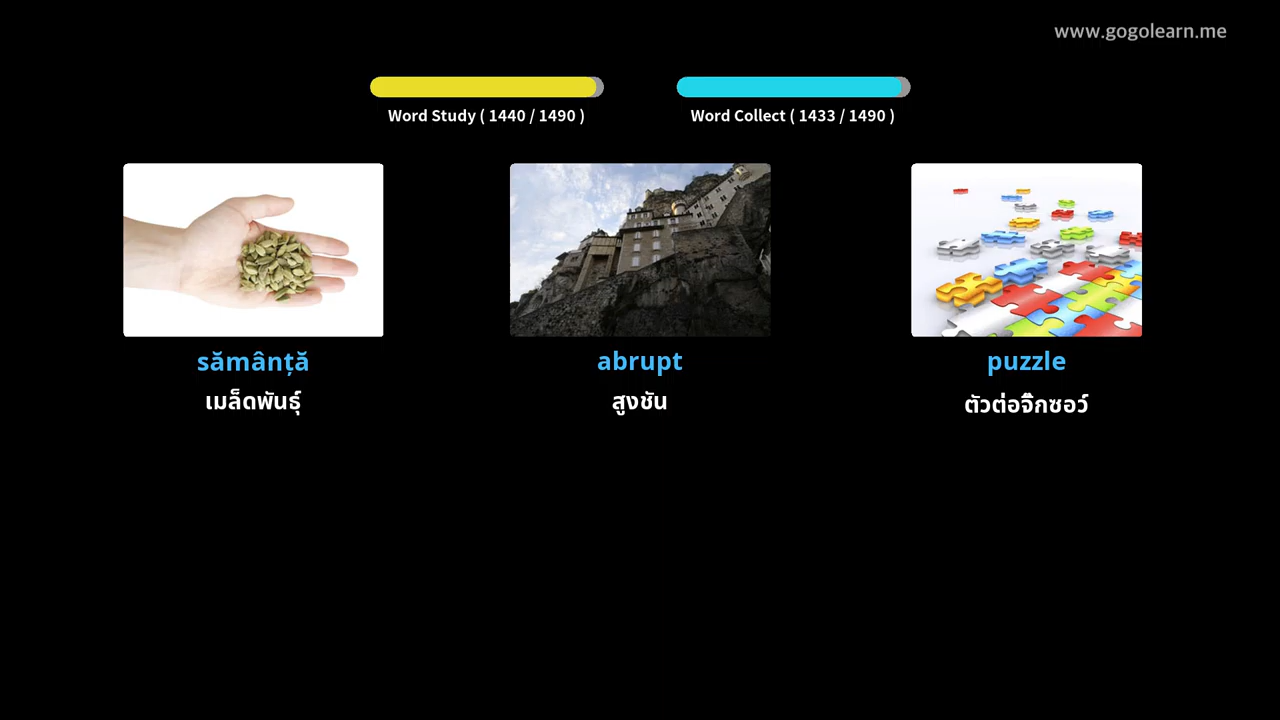 www.gogolearn.me
Word Study ( 1440 / 1490 )
Word Collect ( 1433 / 1490 )
sămânță
abrupt
puzzle
เมล็ดพันธุ์
สูงชัน
ตัวต่อจิ๊กซอว์